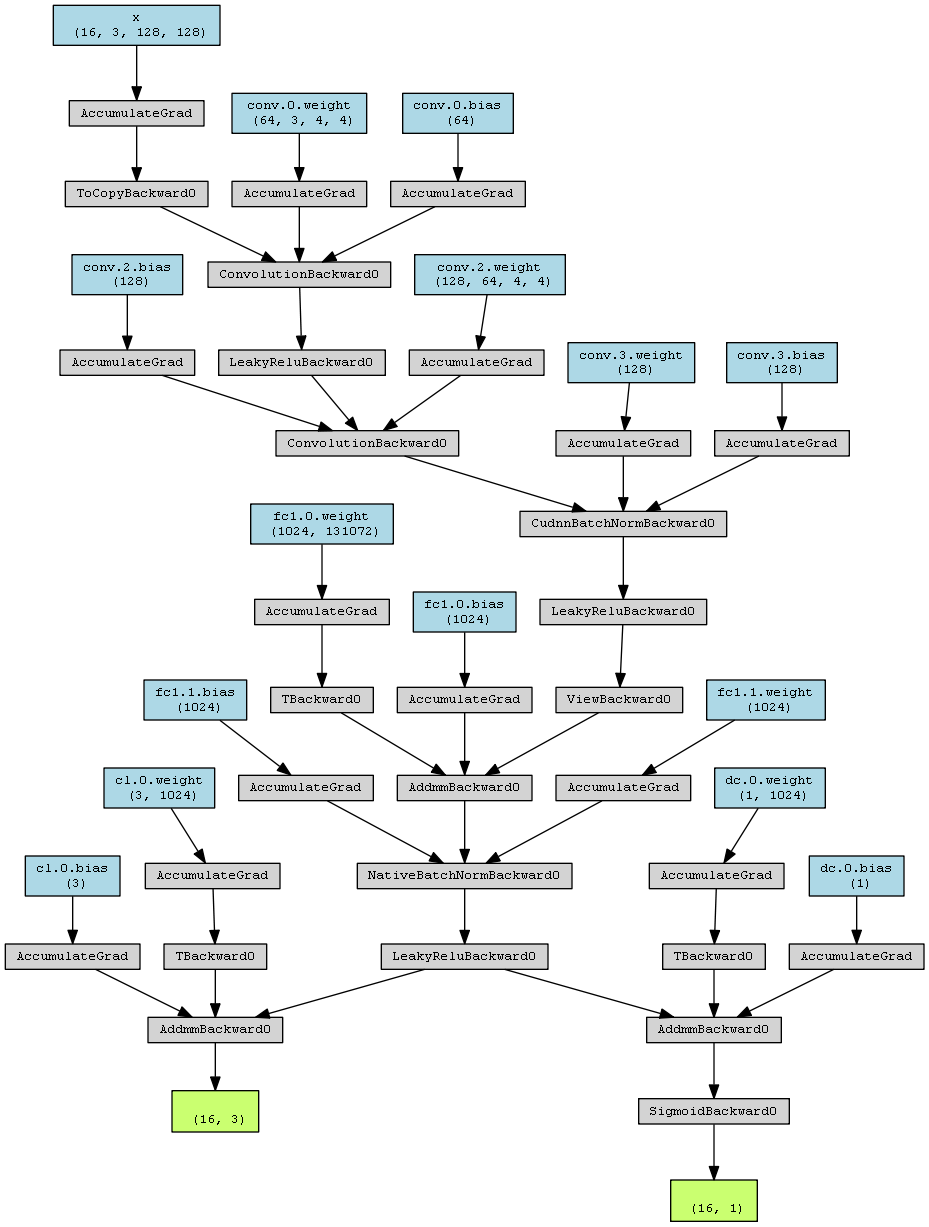 x
(16, 3, 128, 128)
conv.0.weight
(64, 3, 4, 4)
conv.0.bias
(64)
AccumulateGrad
ToCopyBackward0
AccumulateGrad
AccumulateGrad
conv.2.bias
(128)
ConvolutionBackward0
conv.2.weight
(128, 64, 4, 4)
AccumulateGrad
LeakyReluBackward0
AccumulateGrad
conv.3.weight
(128)
conv.3.bias
(128)
ConvolutionBackward0
AccumulateGrad
AccumulateGrad
fc1.0.weight
(1024, 131072)
CudnnBatchNormBackward0
AccumulateGrad
fc1.0.bias
(1024)
LeakyReluBackward0
fc1.1.bias
(1024)
TBackward0
AccumulateGrad
ViewBackward0
fc1.1.weight
(1024)
cl.0.weight
(3, 1024)
AccumulateGrad
AddmmBackward0
AccumulateGrad
dc.0.weight
(1, 1024)
cl.0.bias
(3)
AccumulateGrad
NativeBatchNormBackward0
AccumulateGrad
dc.0.bias
(1)
AccumulateGrad
TBackward0
LeakyReluBackward0
TBackward0
AccumulateGrad
AddmmBackward0
AddmmBackward0
(16, 3)
SigmoidBackward0
(16, 1)